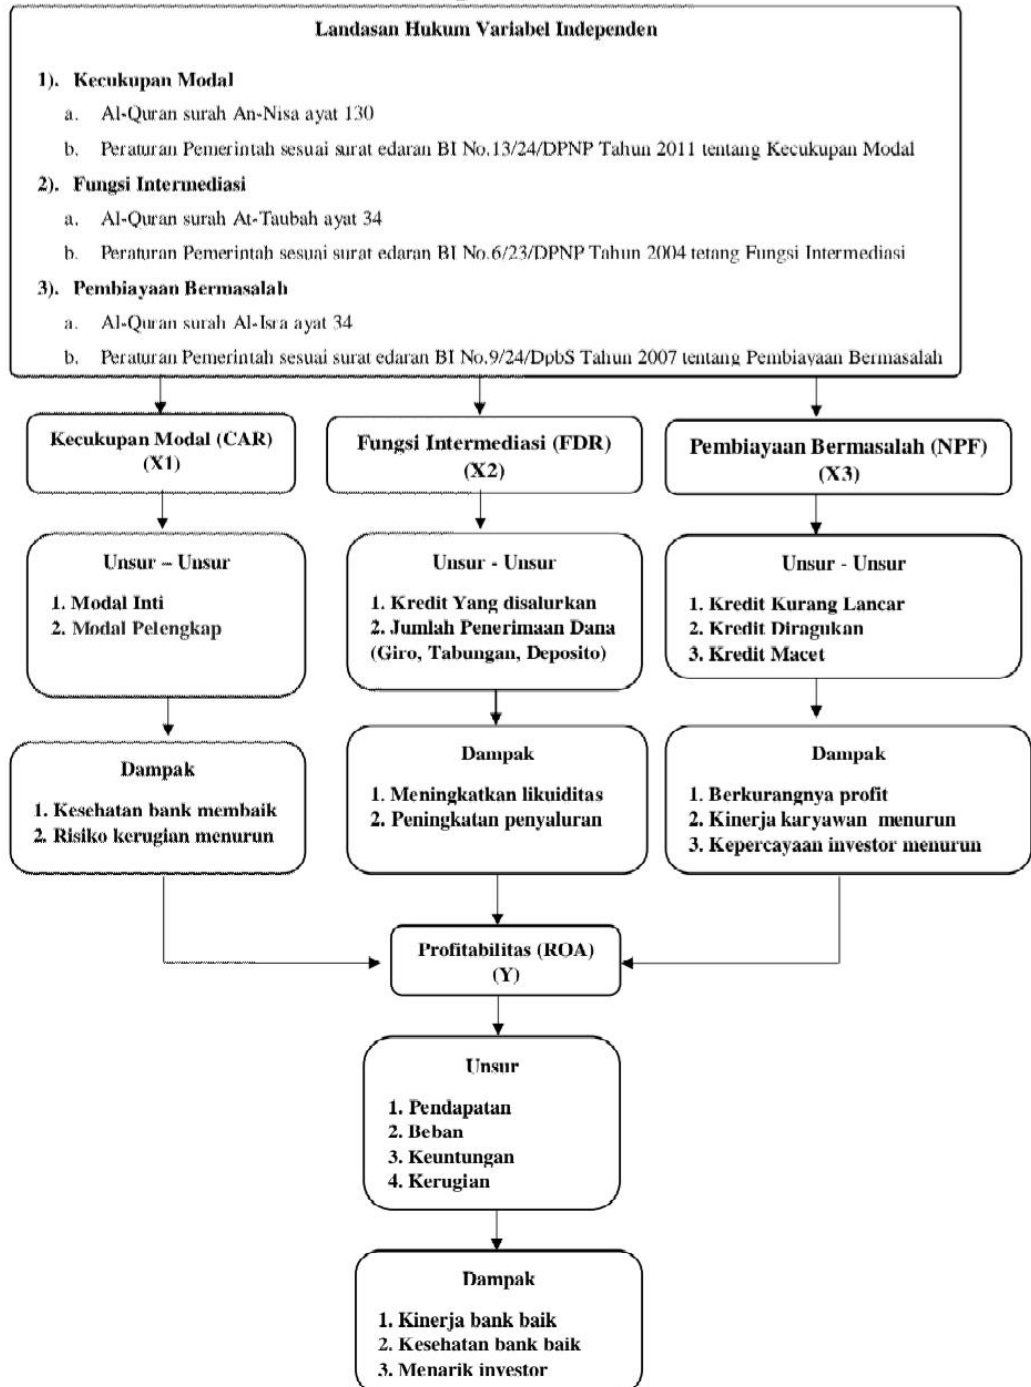 Landasan Hukum Variabel Independen
1). Kecukupan Modal
a. Al-Quran surah An-Nisa ayat 130
b. Peraturan Pemerintah sesuai surat edaran BI No.13/24/DPNP Tahun 2011 tentang Kecukupan Modal
2). Fungsi Intermediasi
a. Al-Quran surah At-Taubah ayat 34
b. Peraturan Pemerintah sesuai surat edaran BI No.6/23/DPNP Tahun 2004 tetang Fungsi Intermediasi
3). Pembiayaan Bermasalah
a. Al-Quran surah Al-Isra ayat 34
b. Peraturan Pemerintah sesuai surat edaran BI No.9/24/DpbS Tahun 2007 tentang Pembiayaan Bermasalah
Kecukupan Modal (CAR)
(X1)
Fungsi Intermediasi (FDR)
(X2)
Pembiayaan Bermasalah (NPF)
(X3)
Unsur – Unsur
1. Modal Inti
2. Modal Pelengkap
Unsur - Unsur
1. Kredit Yang disalurkan
2. Jumlah Penerimaan Dana
(Giro, Tabungan, Deposito)
Unsur - Unsur
1. Kredit Kurang Lancar
2. Kredit Diragukan
3. Kredit Macet
Dampak
1. Kesehatan bank membaik
2. Risiko kerugian menurun
Dampak
1. Meningkatkan likuiditas
2. Peningkatan penyaluran
Dampak
1. Berkurangnya profit
2. Kinerja karyawan menurun
3. Kepercayaan investor menurun
Profitabilitas (ROA)
(Y)
Unsur
1. Pendapatan
2. Beban
3. Keuntungan
4. Kerugian
Dampak
1. Kinerja bank baik
2. Kesehatan bank baik
3. Menarik investor